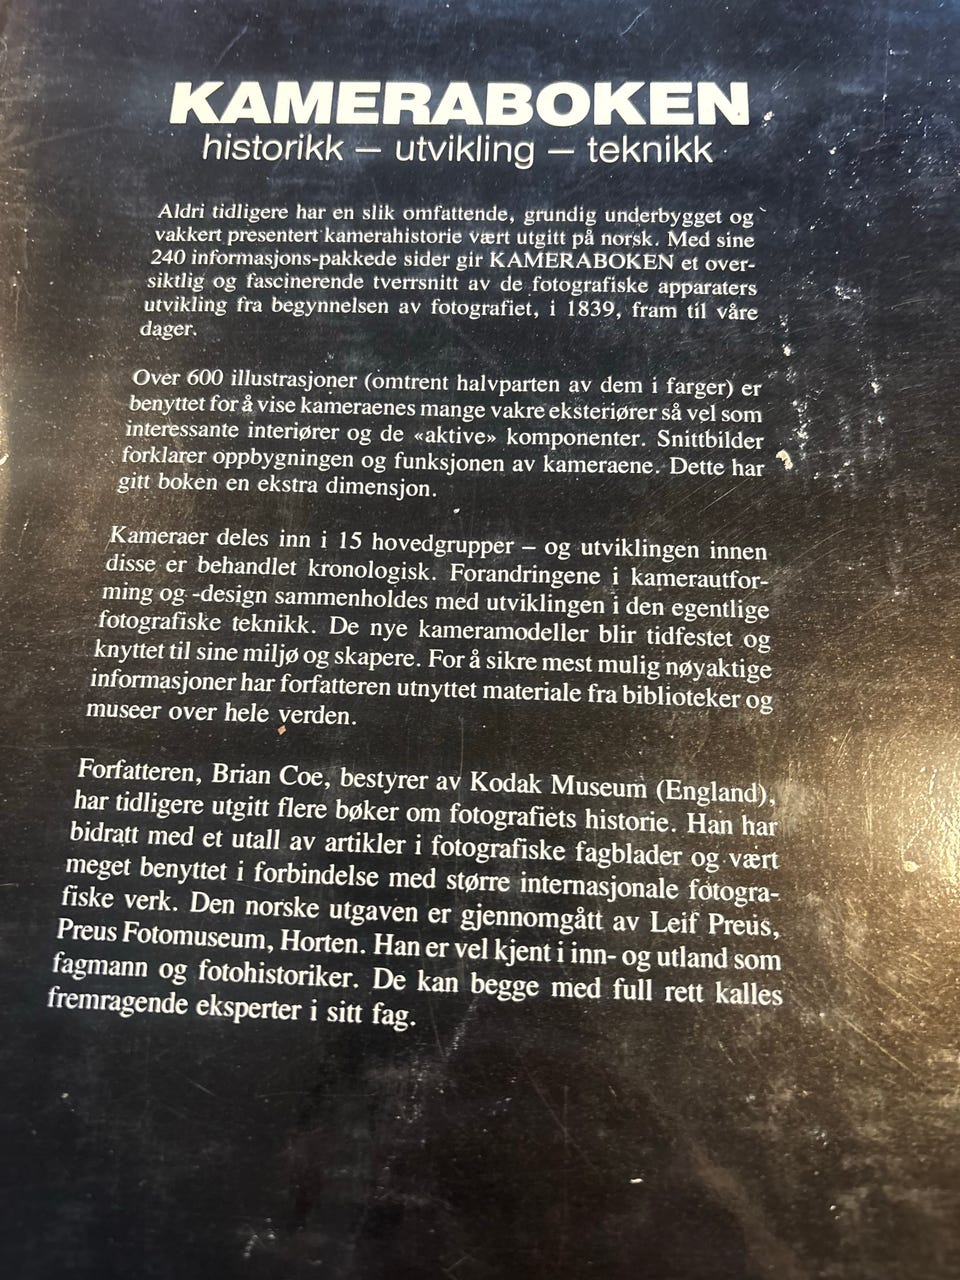 KAMERABOKEN
historikk – utvikling – teknikk
Aldri tidligere har en slik omfattende, grundig underbygget og
vakkert presentert kamerahistorie vært utgitt på norsk. Med sine
240 informasjons-pakkede sider gir KAMERABOKEN et over-
siktlig og fascinerende tverrsnitt av de fotografiske apparaters
utvikling fra begynnelsen av fotografiet, i 1839, fram til våre
dager.
Over 600 illustrasjoner (omtrent halvparten av dem i farger) er
benyttet for å vise kameraenes mange vakre eksteriører så vel som
interessante interiører og de «aktive» komponenter. Snittbilder
forklarer oppbygningen og funksjonen av kameraene. Dette har
gitt boken en ekstra dimensjon.
Kameraer deles inn i 15 hovedgrupper – og utviklingen innen
disse er behandlet kronologisk. Forandringene i kamerautfor-
ming og -design sammenholdes med utviklingen i den egentlige
fotografiske teknikk. De nye kameramodeller blir tidfestet og
knyttet til sine miljø og skapere. For å sikre mest mulig nøyaktige
informasjoner har forfatteren utnyttet materiale fra biblioteker og
museer over hele verden.
Forfatteren, Brian Coe, bestyrer av Kodak Museum (England),
har tidligere utgitt flere bøker om fotografiets historie. Han har
bidratt med et utall av artikler i fotografiske fagblader og vært
meget benyttet i forbindelse med større internasjonale fotogra-
fiske verk. Den norske utgaven er gjennomgått av Leif Preus,
Preus Fotomuseum, Horten. Han er vel kjent i inn- og utland som
fagmann og fotohistoriker. De kan begge med full rett kalles
fremragende eksperter i sitt fag.